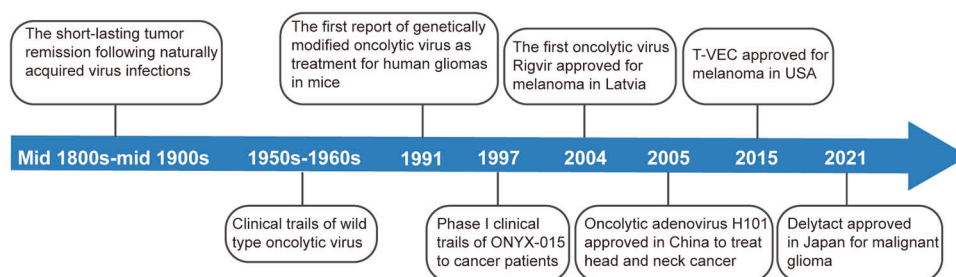 The short-lasting tumor
remission following naturally
acquired virus infections
The first report of genetically
modified oncolytic virus as
treatment for human gliomas
in mice
The first oncolytic virus
Rigvir approved for
melanoma in Latvia
T-VEC approved for
melanoma in USA
Mid 1800s-mid 1900s
1950s-1960s
1991
1997
2004
2005
2015
2021
Clinical trails of wild
type oncolytic virus
Phase I clinical
trails of ONYX-015
to cancer patients
Oncolytic adenovirus H101
approved in China to treat
head and neck cancer
Delytact approved
in Japan for malignant
glioma